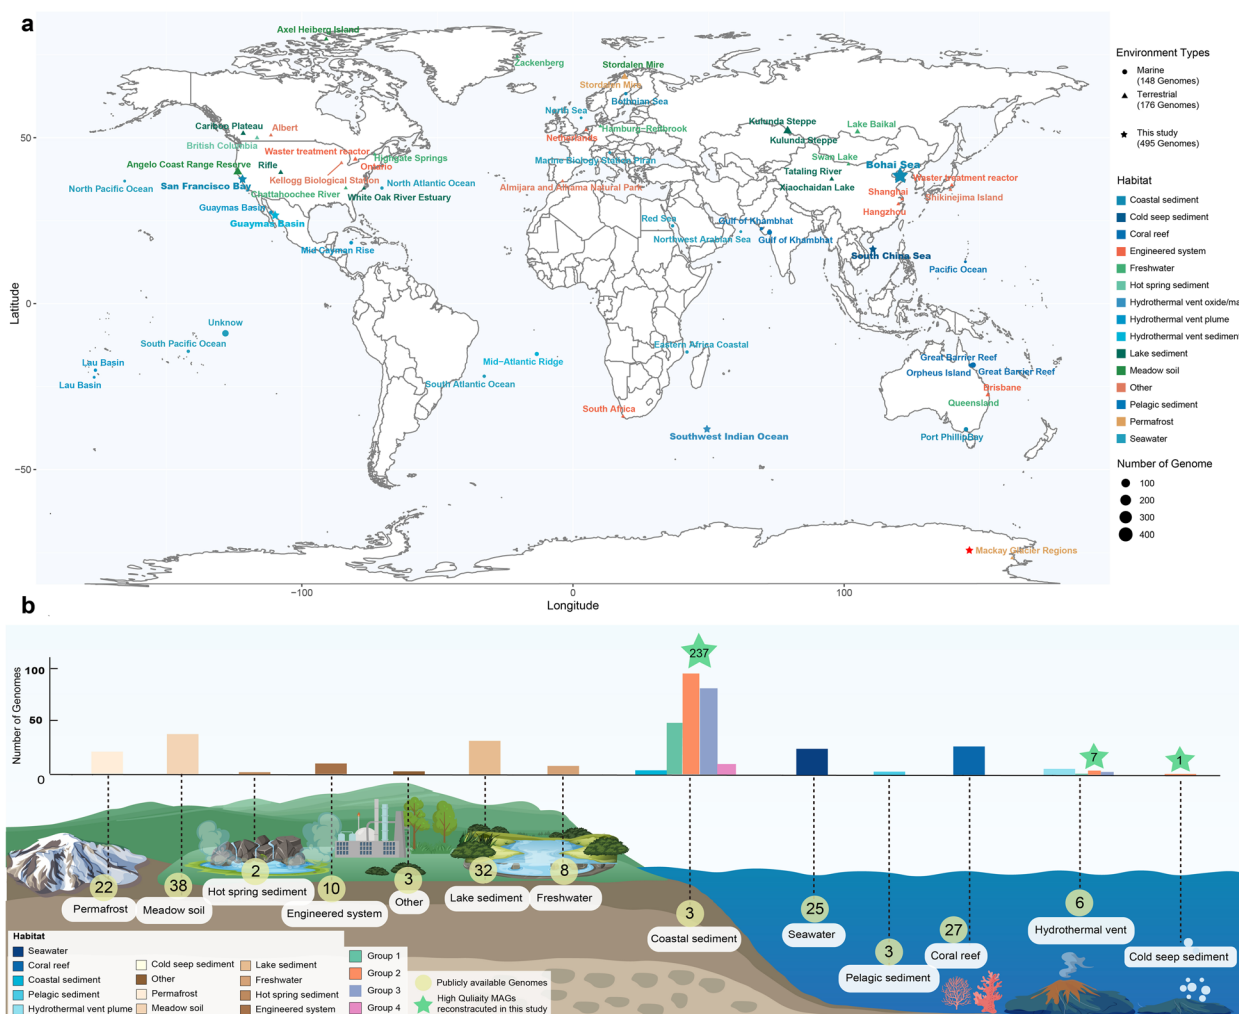 a
Axel Heiberg Island
Zackenberg
Stordalen Mire
Stordalen Mire
Bothnian Sea
North Sea
Hamburg-Reitbrook
Netherlands
Marine Biology Station Piran
Almijara and Alhama Natural Park
Caribou Plateau
Albert
British Columbia
Waster treatment reactor
Highgate Springs
Angelo Coast Range Reserve
Rifle
Ontario
Kellogg Biological Station
North Pacific Ocean
San Francisco Bay
North Atlantic Ocean
Chattahoochee River
White Oak River Estuary
Guaymas Basin
Guaymas Basin
Mid Cayman Rise
Kulunda Steppe
Kulunda Steppe
Lake Baikal
Swan Lake
Bohai Sea
Tataling River
Waster treatment reactor
Xiaochaidan Lake
Shanghai
Shikinejima Island
Hangzhou
Red Sea
Gulf of Khambhat
Northwest Arabian Sea
Gulf of Khambhat
South China Sea
Pacific Ocean
Unknow
South Pacific Ocean
Lau Basin
Lau Basin
Mid-Atlantic Ridge
South Atlantic Ocean
Eastern Africa Coastal
South Africa
Southwest Indian Ocean
Great Barrier Reef
Orpheus Island
Great Barrier Reef
Brisbane
Queensland
Port PhillipBay
Mackay Glacier Regions
Latitude
50
0
−50
−100
0
100
Longitude
Environment Types
Marine
(148 Genomes)
Terrestrial
(176 Genomes)
This study
(495 Genomes)
Habitat
Coastal sediment
Cold seep sediment
Coral reef
Engineered system
Freshwater
Hot spring sediment
Hydrothermal vent oxide/ma
Hydrothermal vent plume
Hydrothermal vent sediment
Lake sediment
Meadow soil
Other
Pelagic sediment
Permafrost
Seawater
Number of Genome
100
200
300
400
b
Number of Genomes
100
50
0
237
7
1
22
Permafrost
38
Meadow soil
2
Hot spring sediment
10
Engineered system
3
Other
32
Lake sediment
8
Freshwater
3
Coastal sediment
25
Seawater
3
Pelagic sediment
27
Coral reef
6
Hydrothermal vent
Cold seep sediment
Habitat
Seawater
Coral reef
Coastal sediment
Pelagic sediment
Hydrothermal vent plume
Cold seep sediment
Other
Permafrost
Meadow soil
Lake sediment
Freshwater
Hot spring sediment
Engineered system
Group 1
Group 2
Group 3
Group 4
Publicly available Genomes
High Quliaity MAGs
reconstracuted in this study